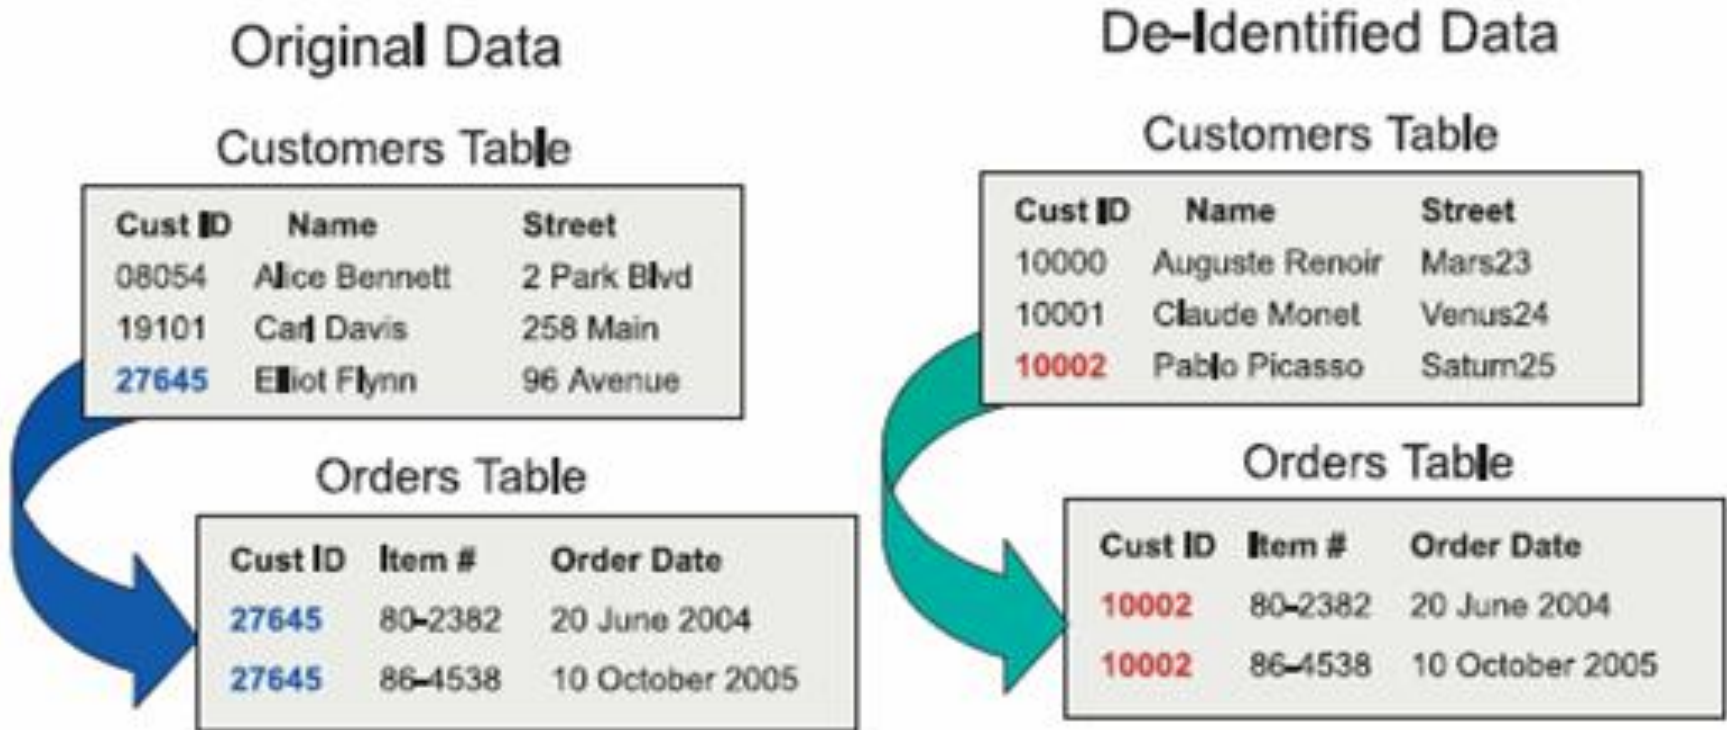 Original Data
Customers Table
Cust ID Name Street
08054 Alice Bennett 2 Park Blvd
19101 Carl Davis 258 Main
27645 Elliot Flynn 96 Avenue
Orders Table
Cust ID Item # Order Date
27645 80-2382 20 June 2004
27645 86-4538 10 October 2005
De-Identified Data
Customers Table
Cust ID Name Street
10000 Auguste Renoir Mars23
10001 Claude Monet Venus24
10002 Pablo Picasso Saturn25
Orders Table
Cust ID Item # Order Date
10002 80-2382 20 June 2004
10002 86-4538 10 October 2005